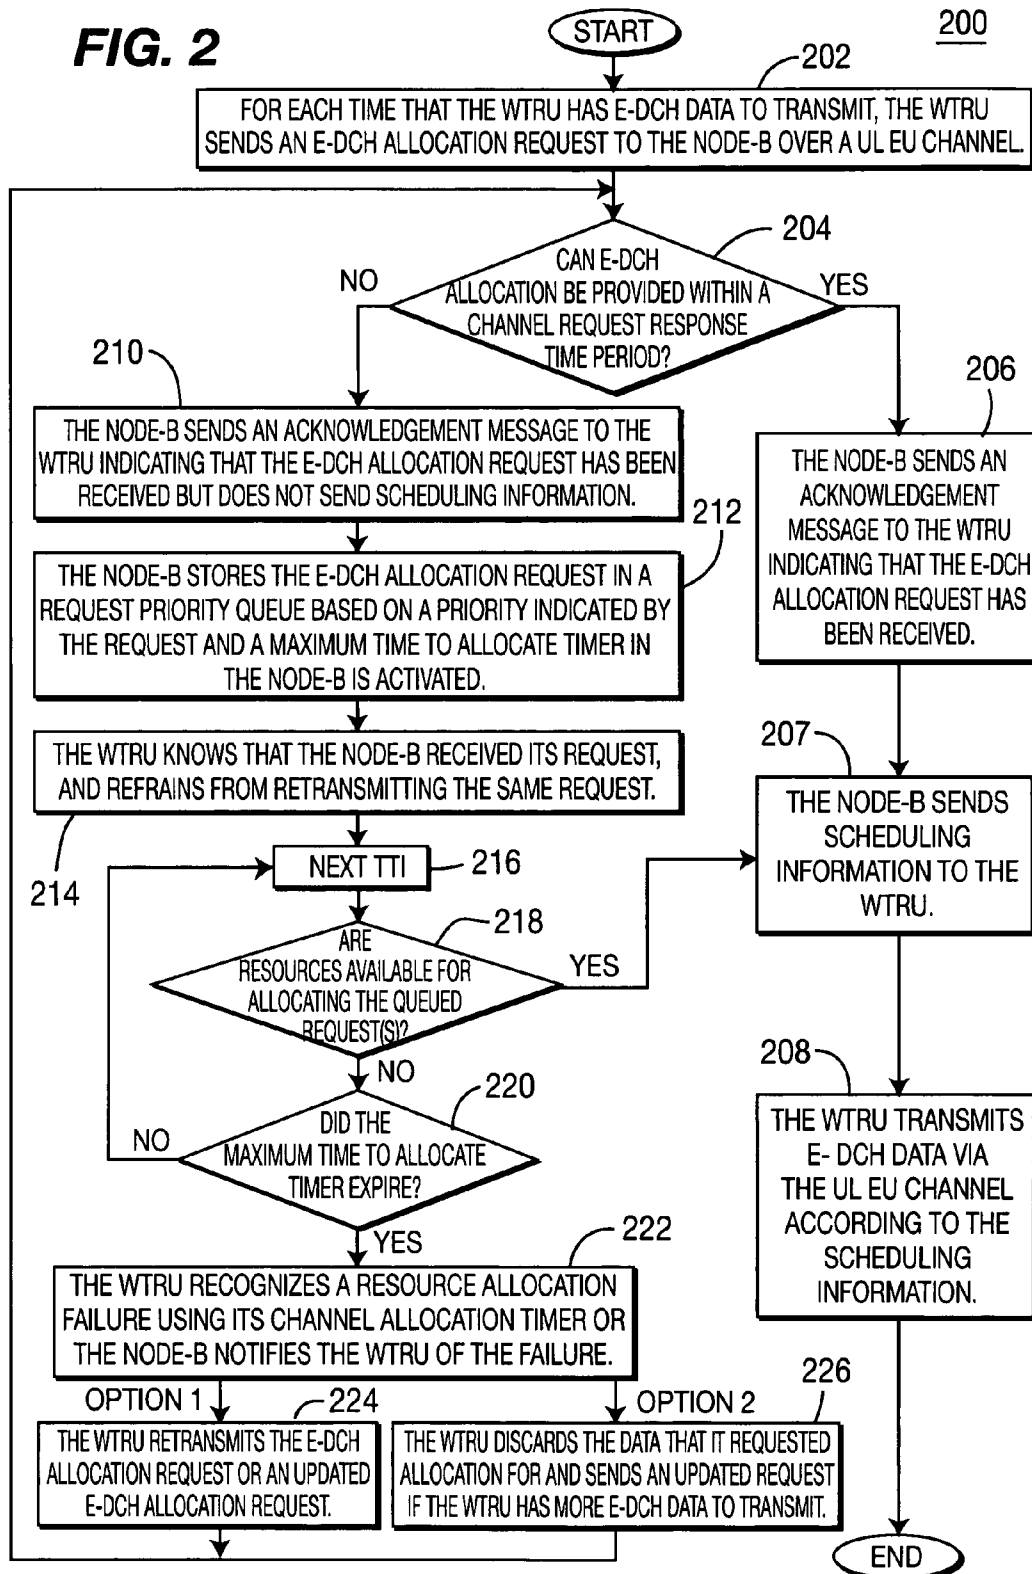 FIG. 2
200
START
202
FOR EACH TIME THAT THE WTRU HAS E-DCH DATA TO TRANSMIT, THE WTRU
SENDS AN E-DCH ALLOCATION REQUEST TO THE NODE-B OVER A UL EU CHANNEL.
204
CAN E-DCH
ALLOCATION BE PROVIDED WITHIN A
CHANNEL REQUEST RESPONSE
TIME PERIOD?
NO
YES
210
THE NODE-B SENDS AN ACKNOWLEDGEMENT MESSAGE TO THE
WTRU INDICATING THAT THE E-DCH ALLOCATION REQUEST HAS BEEN
RECEIVED BUT DOES NOT SEND SCHEDULING INFORMATION.
206
THE NODE-B SENDS AN
ACKNOWLEDGEMENT
MESSAGE TO THE WTRU
INDICATING THAT THE E-DCH
ALLOCATION REQUEST HAS
BEEN RECEIVED.
212
THE NODE-B STORES THE E-DCH ALLOCATION REQUEST IN A
REQUEST PRIORITY QUEUE BASED ON A PRIORITY INDICATED BY
THE REQUEST AND A MAXIMUM TIME TO ALLOCATE TIMER IN
THE NODE-B IS ACTIVATED.
THE WTRU KNOWS THAT THE NODE-B RECEIVED ITS REQUEST,
AND REFRAINS FROM RETRANSMITTING THE SAME REQUEST.
214
207
THE NODE-B SENDS
SCHEDULING
INFORMATION TO THE
WTRU.
NEXT TTI
216
218
ARE
RESOURCES AVAILABLE FOR
ALLOCATING THE QUEUED
REQUEST(S)?
YES
NO
220
DID THE
MAXIMUM TIME TO ALLOCATE
TIMER EXPIRE?
NO
YES
208
THE WTRU TRANSMITS
E- DCH DATA VIA
THE UL EU CHANNEL
ACCORDING TO THE
SCHEDULING
INFORMATION.
222
THE WTRU RECOGNIZES A RESOURCE ALLOCATION
FAILURE USING ITS CHANNEL ALLOCATION TIMER OR
THE NODE-B NOTIFIES THE WTRU OF THE FAILURE.
OPTION 1
224
THE WTRU RETRANSMITS THE E-DCH
ALLOCATION REQUEST OR AN UPDATED
E-DCH ALLOCATION REQUEST.
OPTION 2
226
THE WTRU DISCARDS THE DATA THAT IT REQUESTED
ALLOCATION FOR AND SENDS AN UPDATED REQUEST
IF THE WTRU HAS MORE E-DCH DATA TO TRANSMIT.
END